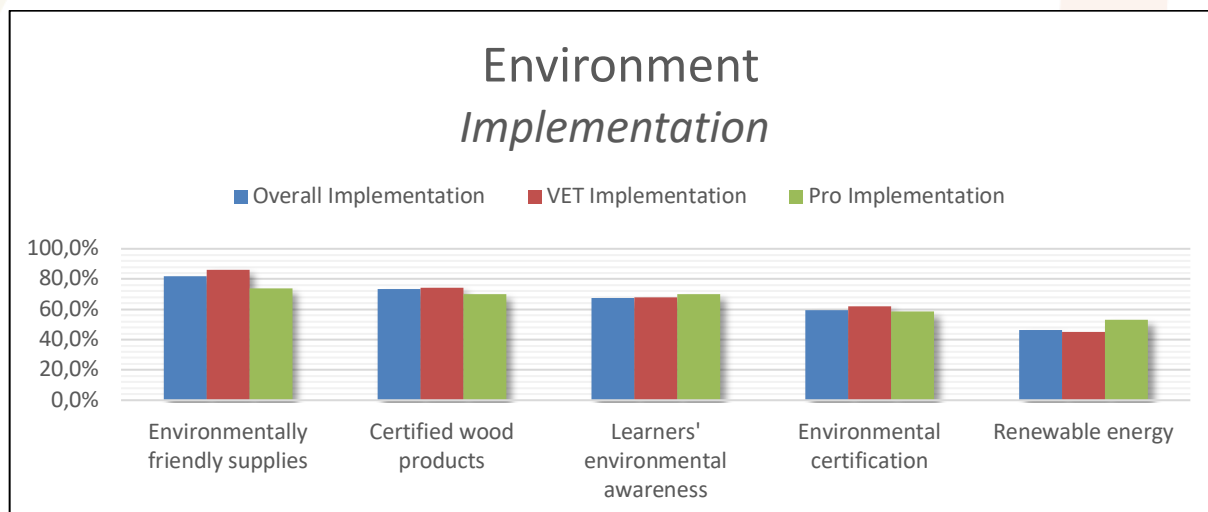 Environment
Implementation
Overall Implementation VET Implementation Pro Implementation
100,0%
80,0%
60,0%
40,0%
20,0%
0,0%
Environmentally
friendly supplies
Certified wood
products
Learners'
environmental
awareness
Environmental
certification
Renewable energy